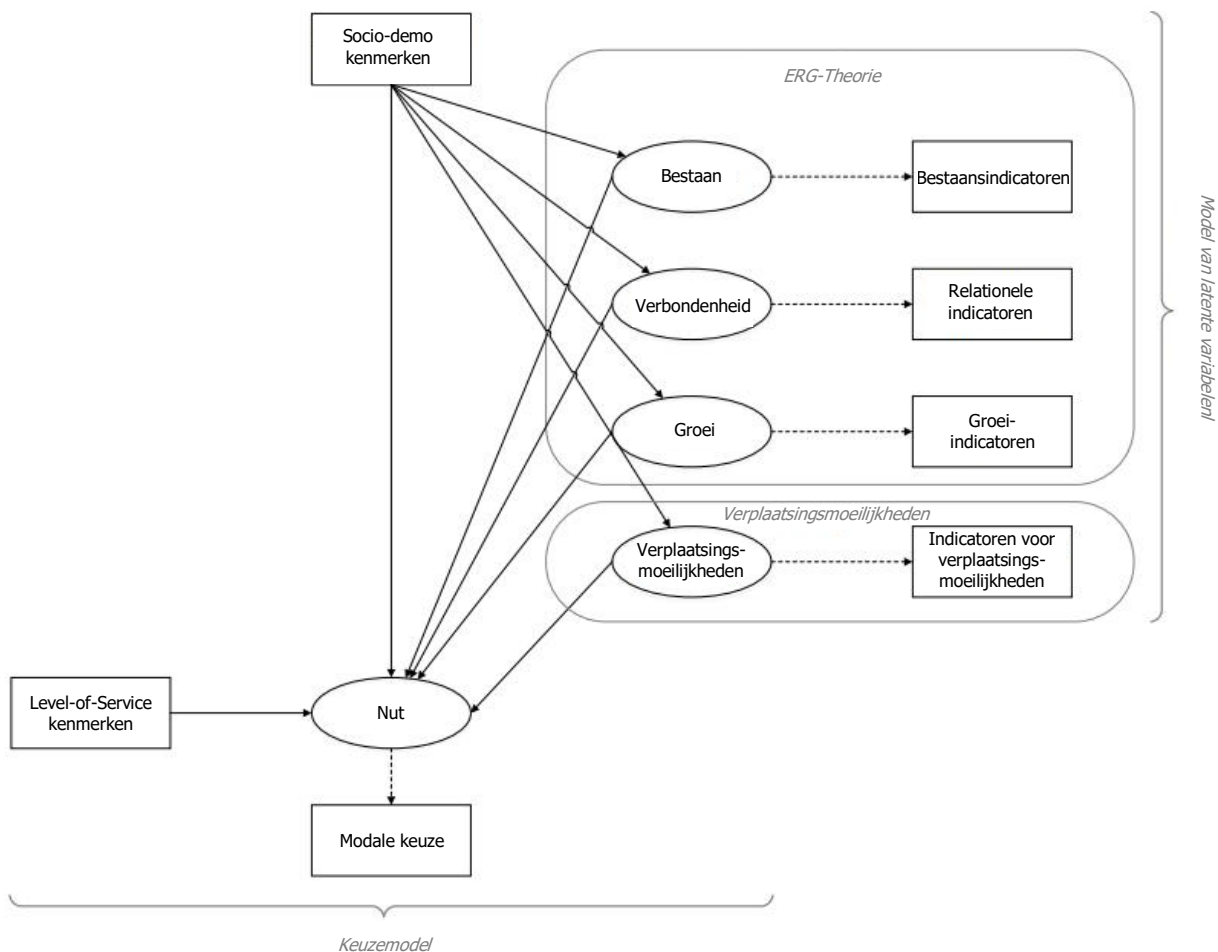 Socio-demo
kenmerken
ERG-Theorie
Bestaan
Bestaansindicatoren
Verbondenheid
Relationele
indicatoren
Groei
Groei-
indicatoren
Model van latente variabelenl
Verplaatsingsmoeilijkheden
Verplaatsings-
moeilijkheden
Indicatoren voor
verplaatsings-
moeilijkheden
Level-of-Service
kenmerken
Nut
Modale keuze
Keuzemodel